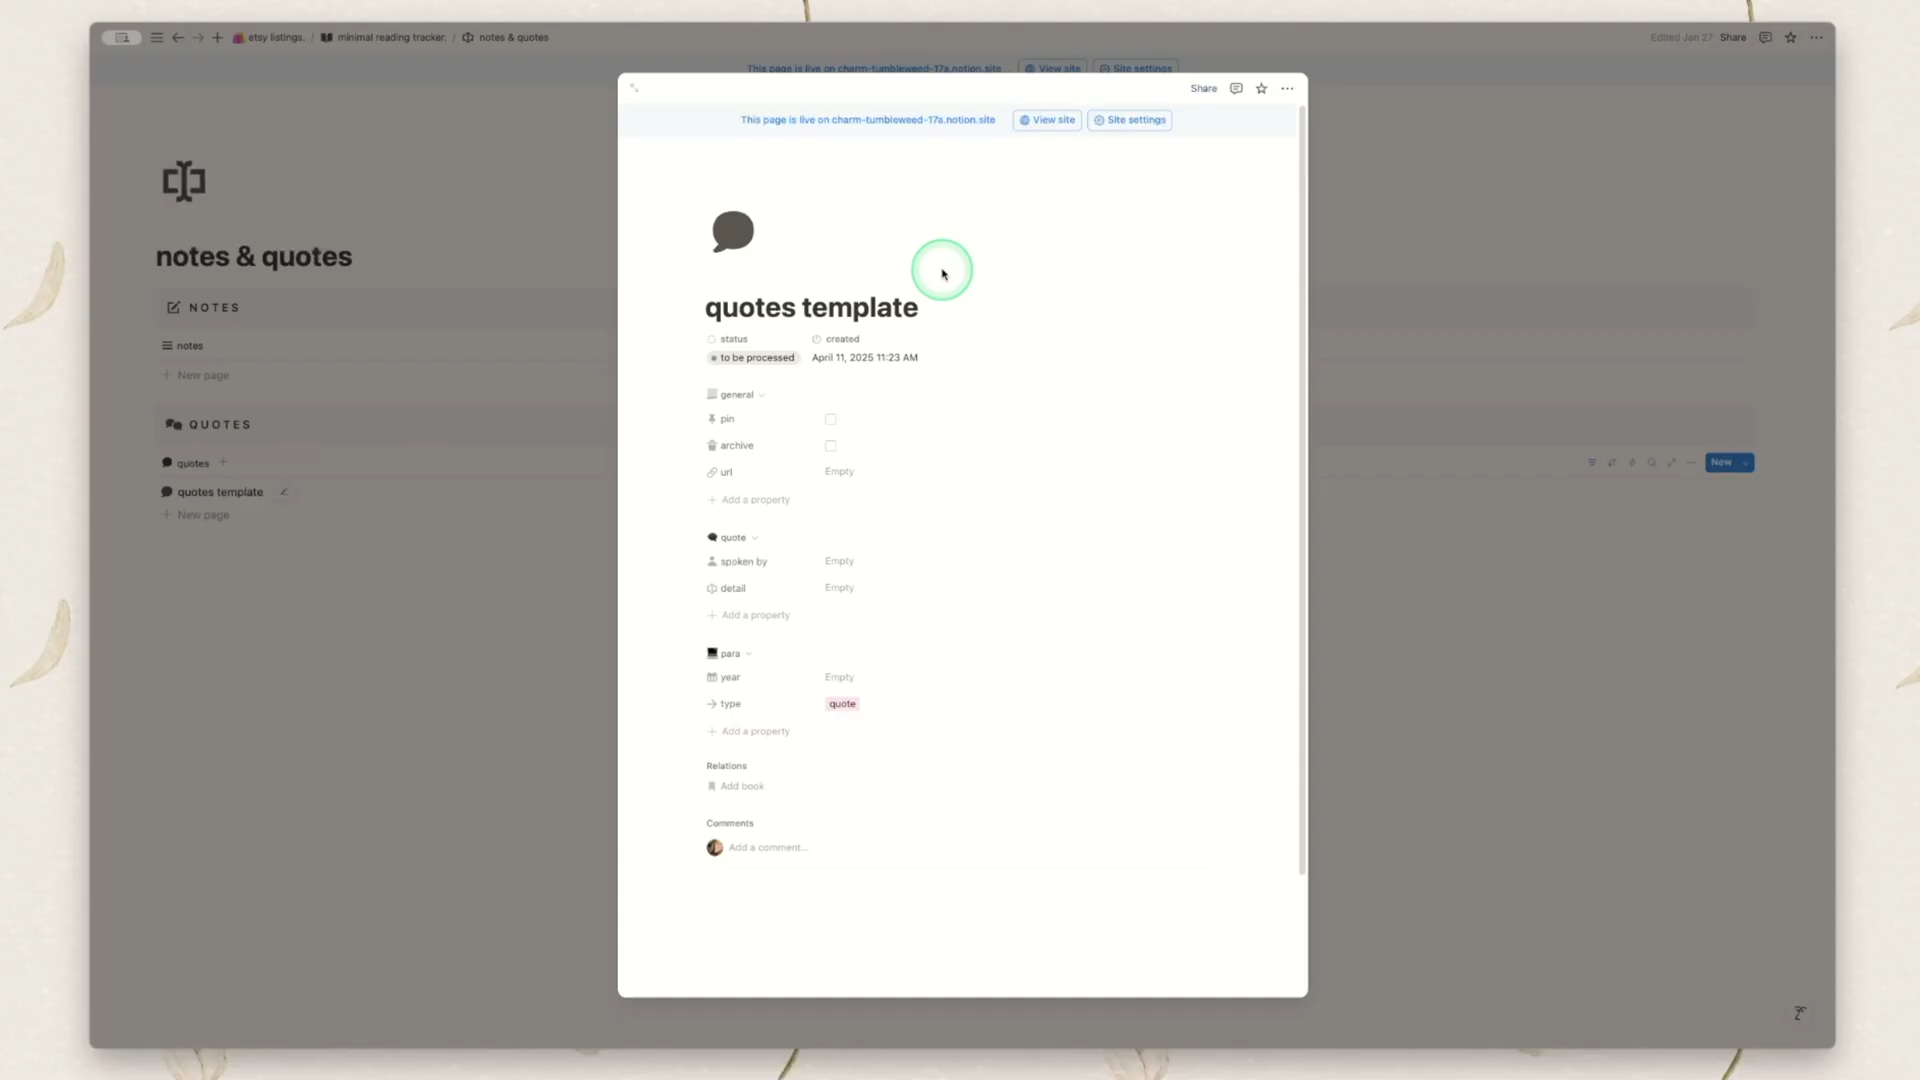 etsy listings. / minimal reading tracker. / notes & quotes
Edited Jan 27 Share
This page is live on charm-tumbleweed-17a.notion.site View site Site settings
Share
This page is live on charm-tumbleweed-17a.notion.site View site Site settings
notes & quotes
NOTES
notes
New page
QUOTES
quotes
New
quotes template
New page
quotes template
status created
to be processed April 11, 2025 11:23 AM
general
pin
archive
url Empty
Add a property
quote
spoken by Empty
detail Empty
Add a property
para
year Empty
type quote
Add a property
Relations
Add book
Comments
Add a comment...